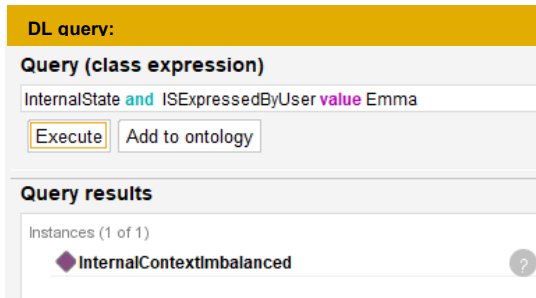 DL query:
Query (class expression)
InternalState and ISExpressedByUser value Emma
Execute Add to ontology
Query results
Instances (1 of 1)
InternalContextImbalanced ?